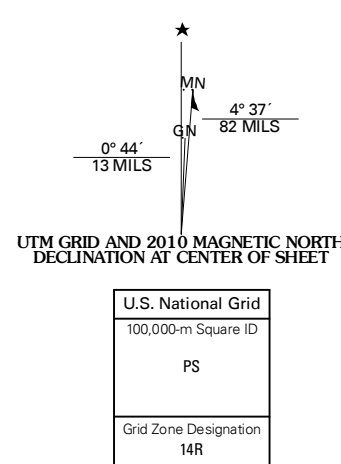 MN
4° 37´
82 MILS
GN
0° 44´
13 MILS
UTM GRID AND 2010 MAGNETIC NORTH
DECLINATION AT CENTER OF SHEET
U.S. National Grid
100,000-m Square ID
PS
Grid Zone Designation
14R